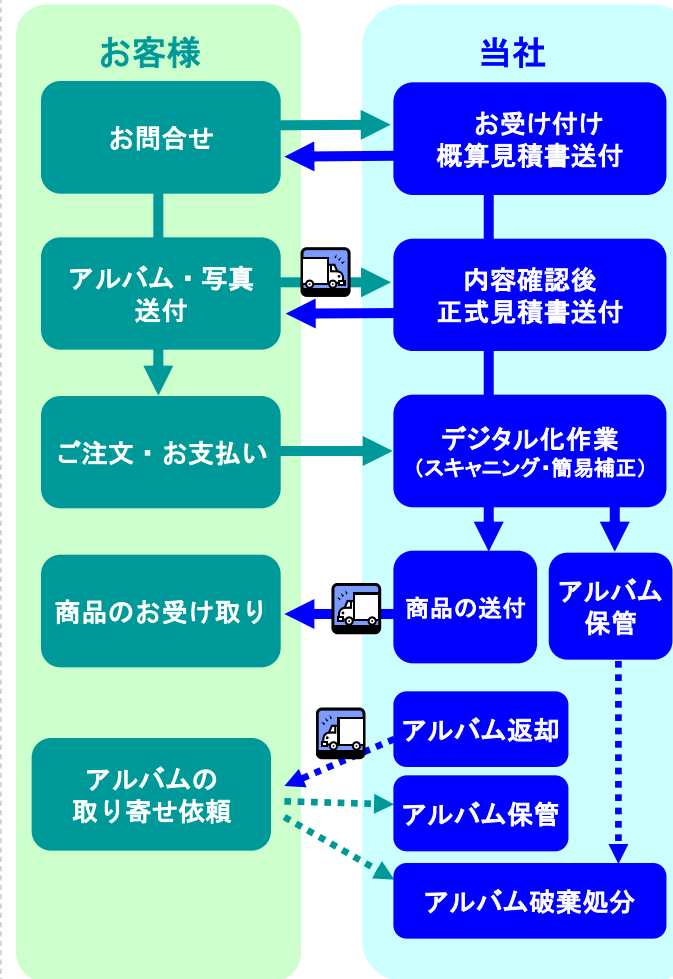 お客様
当社
お問合せ
お受け付け
概算見積書送付
アルバム・写真
送付
内容確認後
正式見積書送付
ご注文・お支払い
デジタル化作業
（スキャニング・簡易補正）
商品のお受け取り
商品の送付
アルバム
保管
アルバム返却
アルバムの
取り寄せ依頼
アルバム保管
アルバム破棄処分